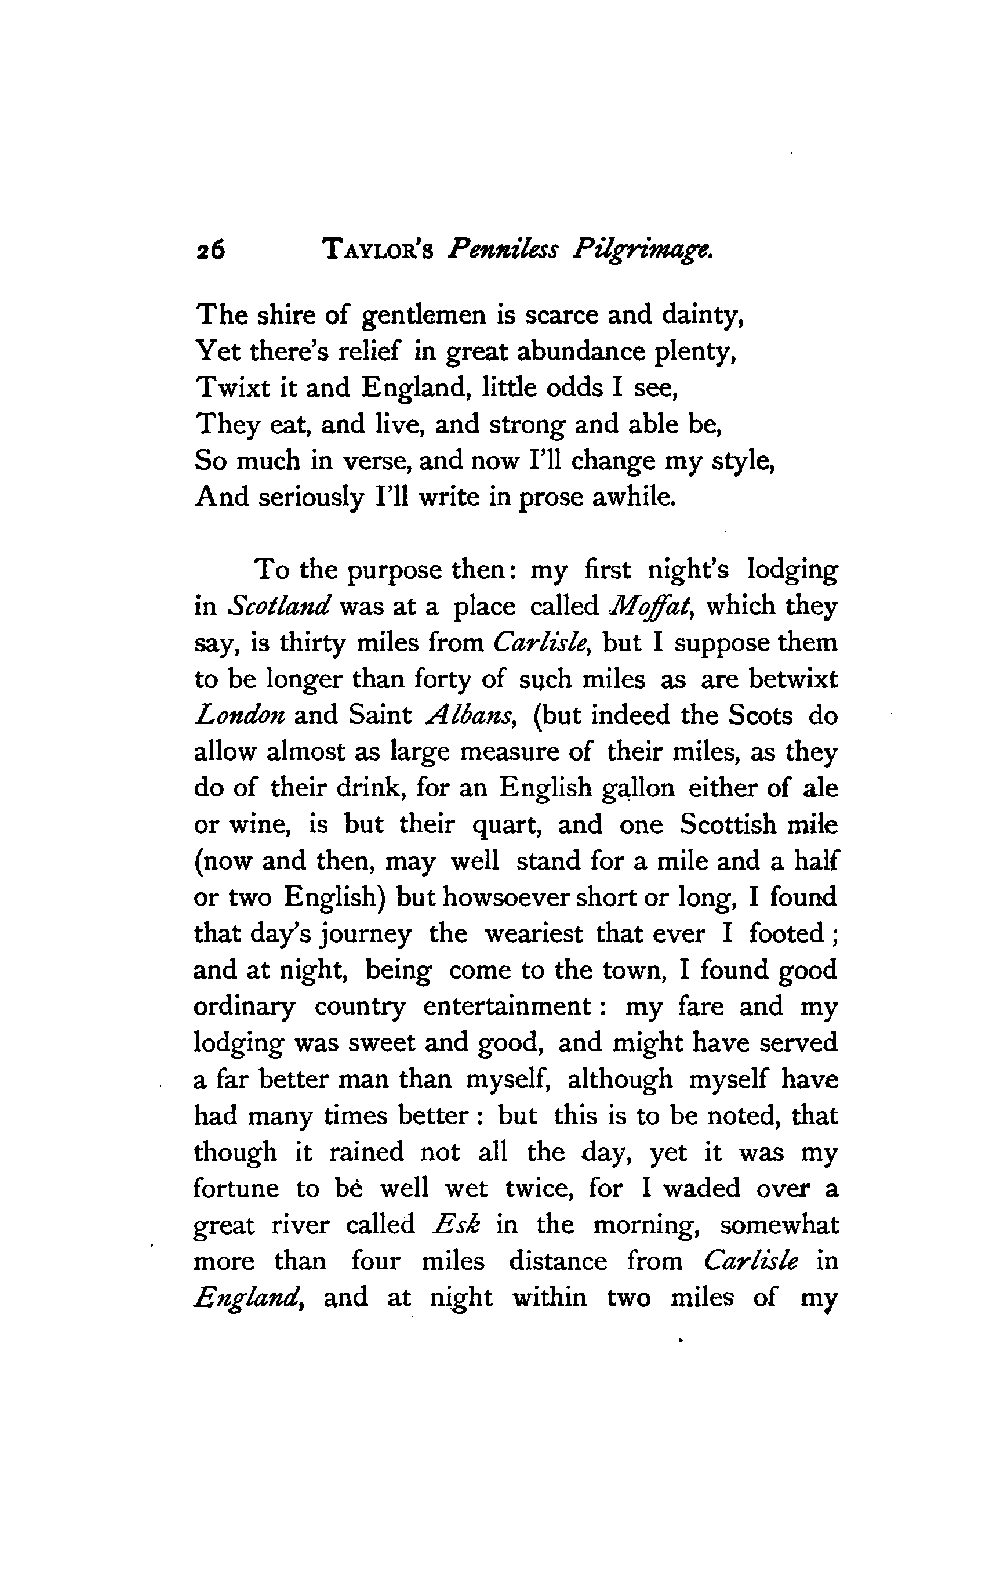 26 TAYLOR'S Penniless Pilgrimage.
The shire of gentlemen is scarce and dainty,
Yet there's relief in great abundance plenty,
Twixt it and England, little odds I see,
They eat, and live, and strong and able be,
So much in verse, and now I'll change my style,
And seriously I'll write in prose awhile.
To the purpose then: my first night's lodging
in Scotland was at a place called Moffat, which they
say, is thirty miles from Carlisle, but I suppose them
to be longer than forty of such miles as are betwixt
London and Saint Albans, (but indeed the Scots do
allow almost as large measure of their miles, as they
do of their drink, for an English gallon either of ale
or wine, is but their quart, and one Scottish mile
(now and then, may well stand for a mile and a half
or two English) but howsoever short or long, I found
that day's journey the weariest that ever I footed ;
and at night, being come to the town, I found good
ordinary country entertainment : my fare and my
lodging was sweet and good, and might have served
a far better man than myself, although myself have
had many times better : but this is to be noted, that
though it rained not all the day, yet it was my
fortune to be well wet twice, for I waded over a
great river called Esk in the morning, somewhat
more than four miles distance from Carlisle in
England, and at night within two miles of my